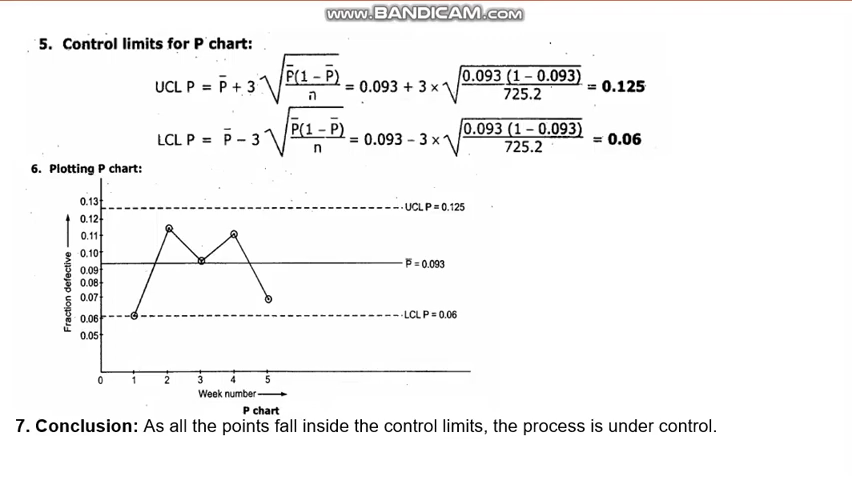 www.BANDICAM.com
5. Control limits for P chart:
UCL P = P̅ + 3 √(P̅(1 – P̅)/n) = 0.093 + 3 × √(0.093 (1 – 0.093)/725.2) = 0.125
LCL P = P̅ – 3 √(P̅(1 – P̅)/n) = 0.093 – 3 × √(0.093 (1 – 0.093)/725.2) = 0.06
6. Plotting P chart:
0.13
UCL P = 0.125
0.12
0.11
0.10
P̅ = 0.093
0.09
0.08
0.07
0.06
LCL P = 0.06
0.05
Fraction defective
0 1 2 3 4 5
Week number
P chart
7. Conclusion: As all the points fall inside the control limits, the process is under control.